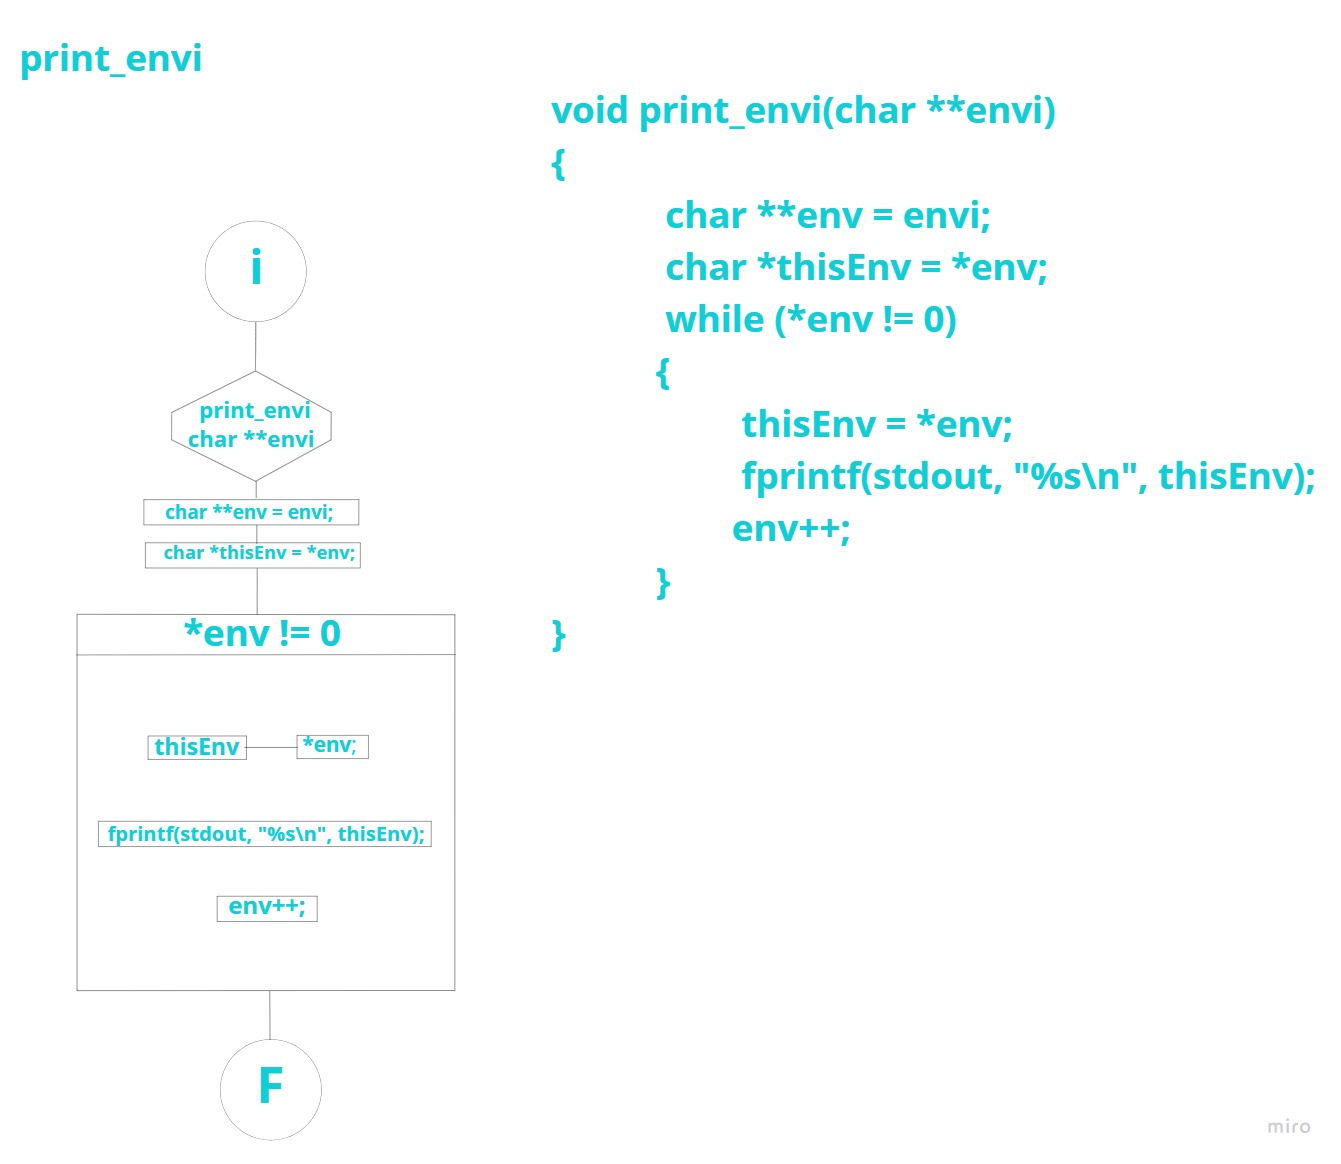 print_envi
void print_envi(char **envi)
{
char **env = envi;
char *thisEnv = *env;
while (*env != 0)
{
thisEnv = *env;
fprintf(stdout, "%s\n", thisEnv);
env++;
}
}
i
print_envi
char **envi
char **env = envi;
char *thisEnv = *env;
*env != 0
thisEnv *env;
fprintf(stdout, "%s\n", thisEnv);
env++;
F
miro